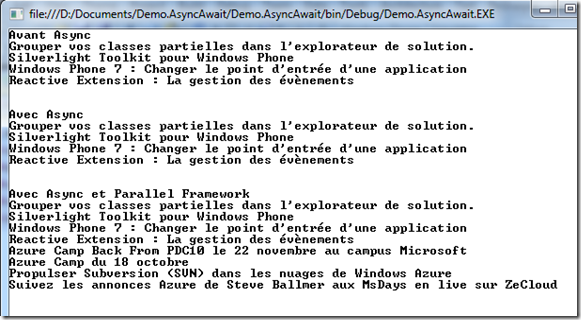 file:///D:/Documents/Demo.AsyncAwait/Demo.AsyncAwait/bin/Debug/Demo.AsyncAwait.EXE
Avant Async
Grouper vos classes partielles dans l'explorateur de solution.
Silverlight Toolkit pour Windows Phone
Windows Phone 7 : Changer le point d'entrée d'une application
Reactive Extension : La gestion des évènements
Avec Async
Grouper vos classes partielles dans l'explorateur de solution.
Silverlight Toolkit pour Windows Phone
Windows Phone 7 : Changer le point d'entrée d'une application
Reactive Extension : La gestion des évènements
Avec Async et Parallel Framework
Grouper vos classes partielles dans l'explorateur de solution.
Silverlight Toolkit pour Windows Phone
Windows Phone 7 : Changer le point d'entrée d'une application
Reactive Extension : La gestion des évènements
Azure Camp Back From PDC10 le 22 novembre au campus Microsoft
Azure Camp du 18 octobre
Propulser Subversion (SVN) dans les nuages de Windows Azure
Suivez les annonces Azure de Steve Ballmer aux MsDays en live sur ZeCloud